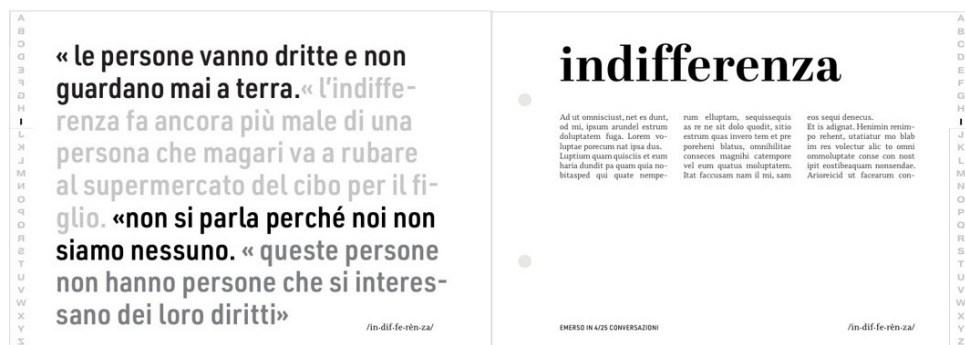 A
B
C
D
E
F
G
H
I
J
K
L
M
N
O
P
Q
R
S
T
U
V
W
X
Y
Z
« le persone vanno dritte e non
guardano mai a terra.« l'indiffe-
renza fa ancora più male di una
persona che magari va a rubare
al supermercato del cibo per il fi-
glio. «non si parla perché noi non
siamo nessuno. « queste persone
non hanno persone che si interes-
sano dei loro diritti»
/in·dif·fe·rèn·za/
indifferenza
Ad ut omnisciust, net es dunt,
od mi, ipsum arundel estrum
doluptatem fuga. Lorem vo-
luptae porecum nat ipsa dus.
Luptium quam quisciis et eum
haria dundit pa quam quia no-
bitasped qui quate nempe-
rum elluptam, sequissequis
as re ne sit dolo quodit, sitio
estrum quas invero tem et pre
poreheni blatus, omnihilitae
conseces magnihi catempore
vel eum quatus moluptatem.
Itat faccusam nam il mi, sam
eos sequi denecus.
Et is adignat. Henimin renim-
po rehent, utatiatur mo blab
im res volectur alic to omni
ommoluptate conse con nost
ipit eostibeaquam nonsendae.
Arioreicid ut facearum con-
EMERSO IN 4/25 CONVERSAZIONI
/in·dif·fe·rèn·za/
A
B
C
D
E
F
G
H
I
J
K
L
M
N
O
P
Q
R
S
T
U
V
W
X
Y
Z